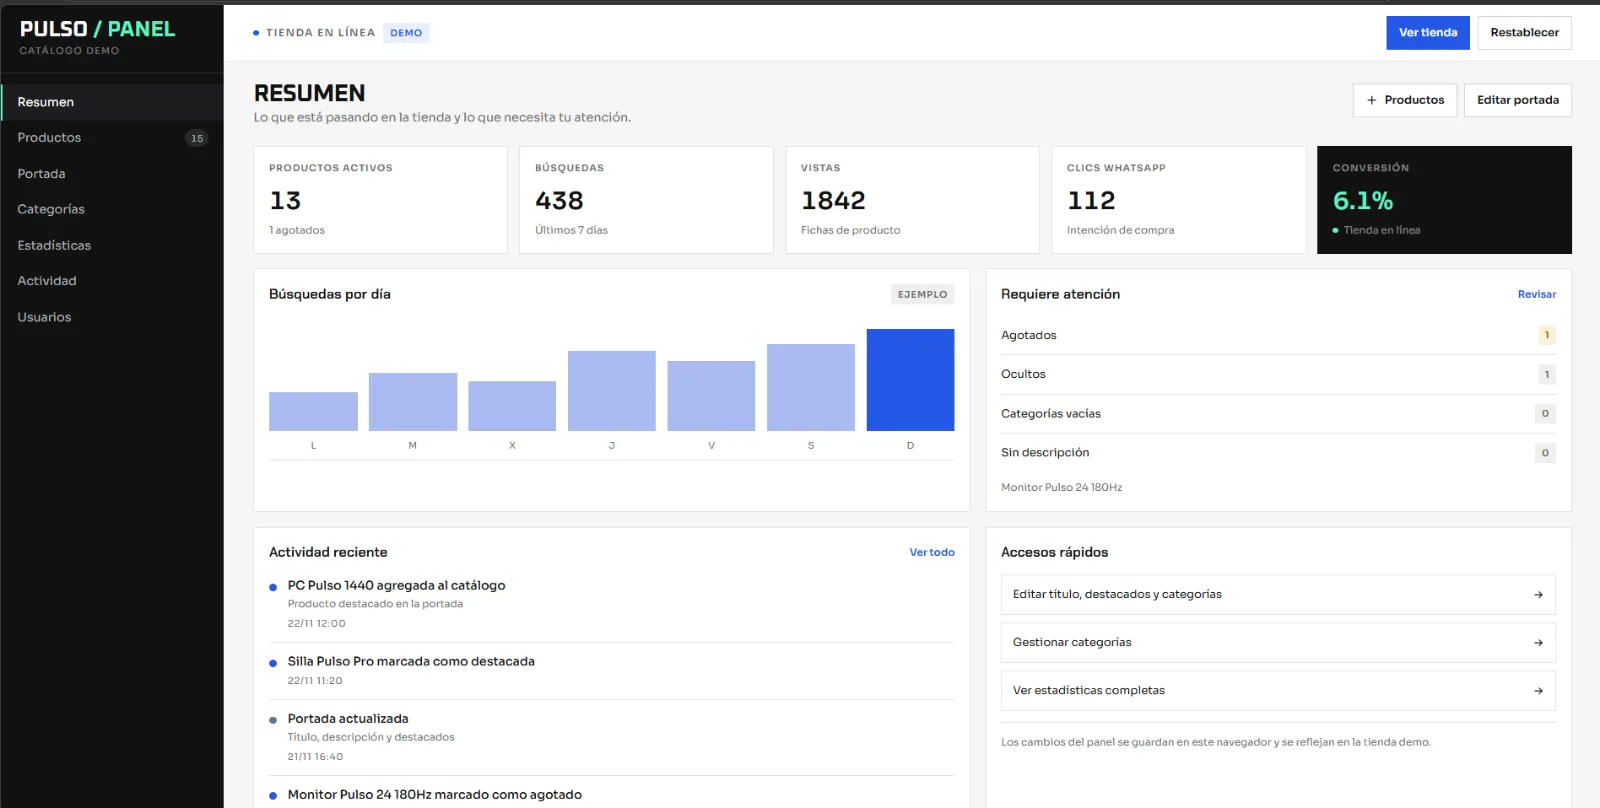 PULSO / PANEL
CATÁLOGO DEMO
Resumen
Productos 15
Portada
Categorías
Estadísticas
Actividad
Usuarios
TIENDA EN LÍNEA DEMO
Ver tienda
Restablecer
RESUMEN
Lo que está pasando en la tienda y lo que necesita tu atención.
+ Productos
Editar portada
PRODUCTOS ACTIVOS
13
1 agotados
BÚSQUEDAS
438
Últimos 7 días
VISTAS
1842
Fichas de producto
CLICS WHATSAPP
112
Intención de compra
CONVERSIÓN
6.1%
Tienda en línea
Búsquedas por día
EJEMPLO
L M X J V S D
Requiere atención
Revisar
Agotados 1
Ocultos 1
Categorías vacías 0
Sin descripción 0
Monitor Pulso 24 180Hz
Actividad reciente
Ver todo
PC Pulso 1440 agregada al catálogo
Producto destacado en la portada
22/11 12:00
Silla Pulso Pro marcada como destacada
22/11 11:20
Portada actualizada
Título, descripción y destacados
21/11 16:40
Monitor Pulso 24 180Hz marcado como agotado
Accesos rápidos
Editar título, destacados y categorías →
Gestionar categorías →
Ver estadísticas completas →
Los cambios del panel se guardan en este navegador y se reflejan en la tienda demo.